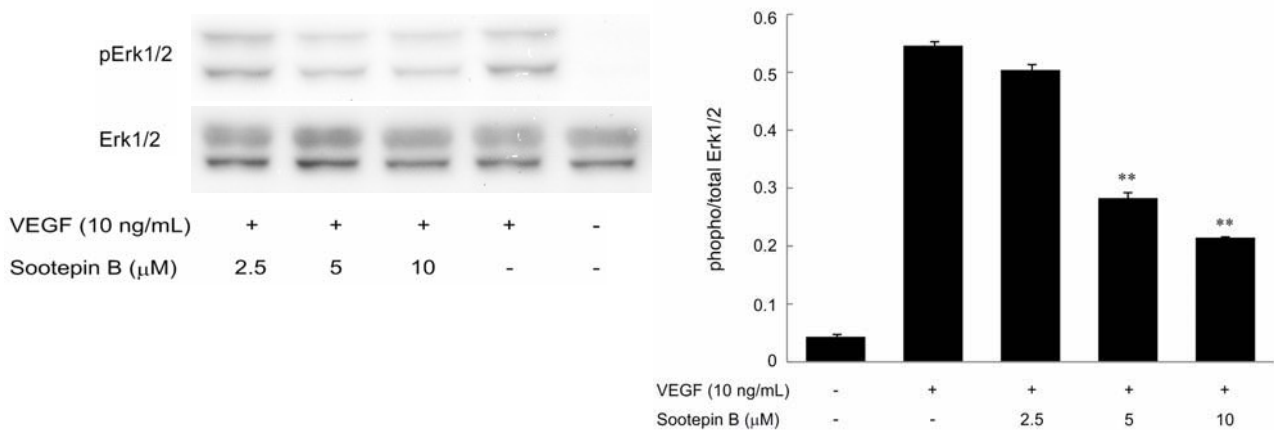 pErk1/2
Erk1/2
VEGF (10 ng/mL) + + + + -
Sootepin B (μM) 2.5 5 10 - -
0.6
0.5
0.4
0.3
0.2
0.1
0
phopho/total Erk1/2
**
**
VEGF (10 ng/mL) - + + + +
Sootepin B (μM) - - 2.5 5 10